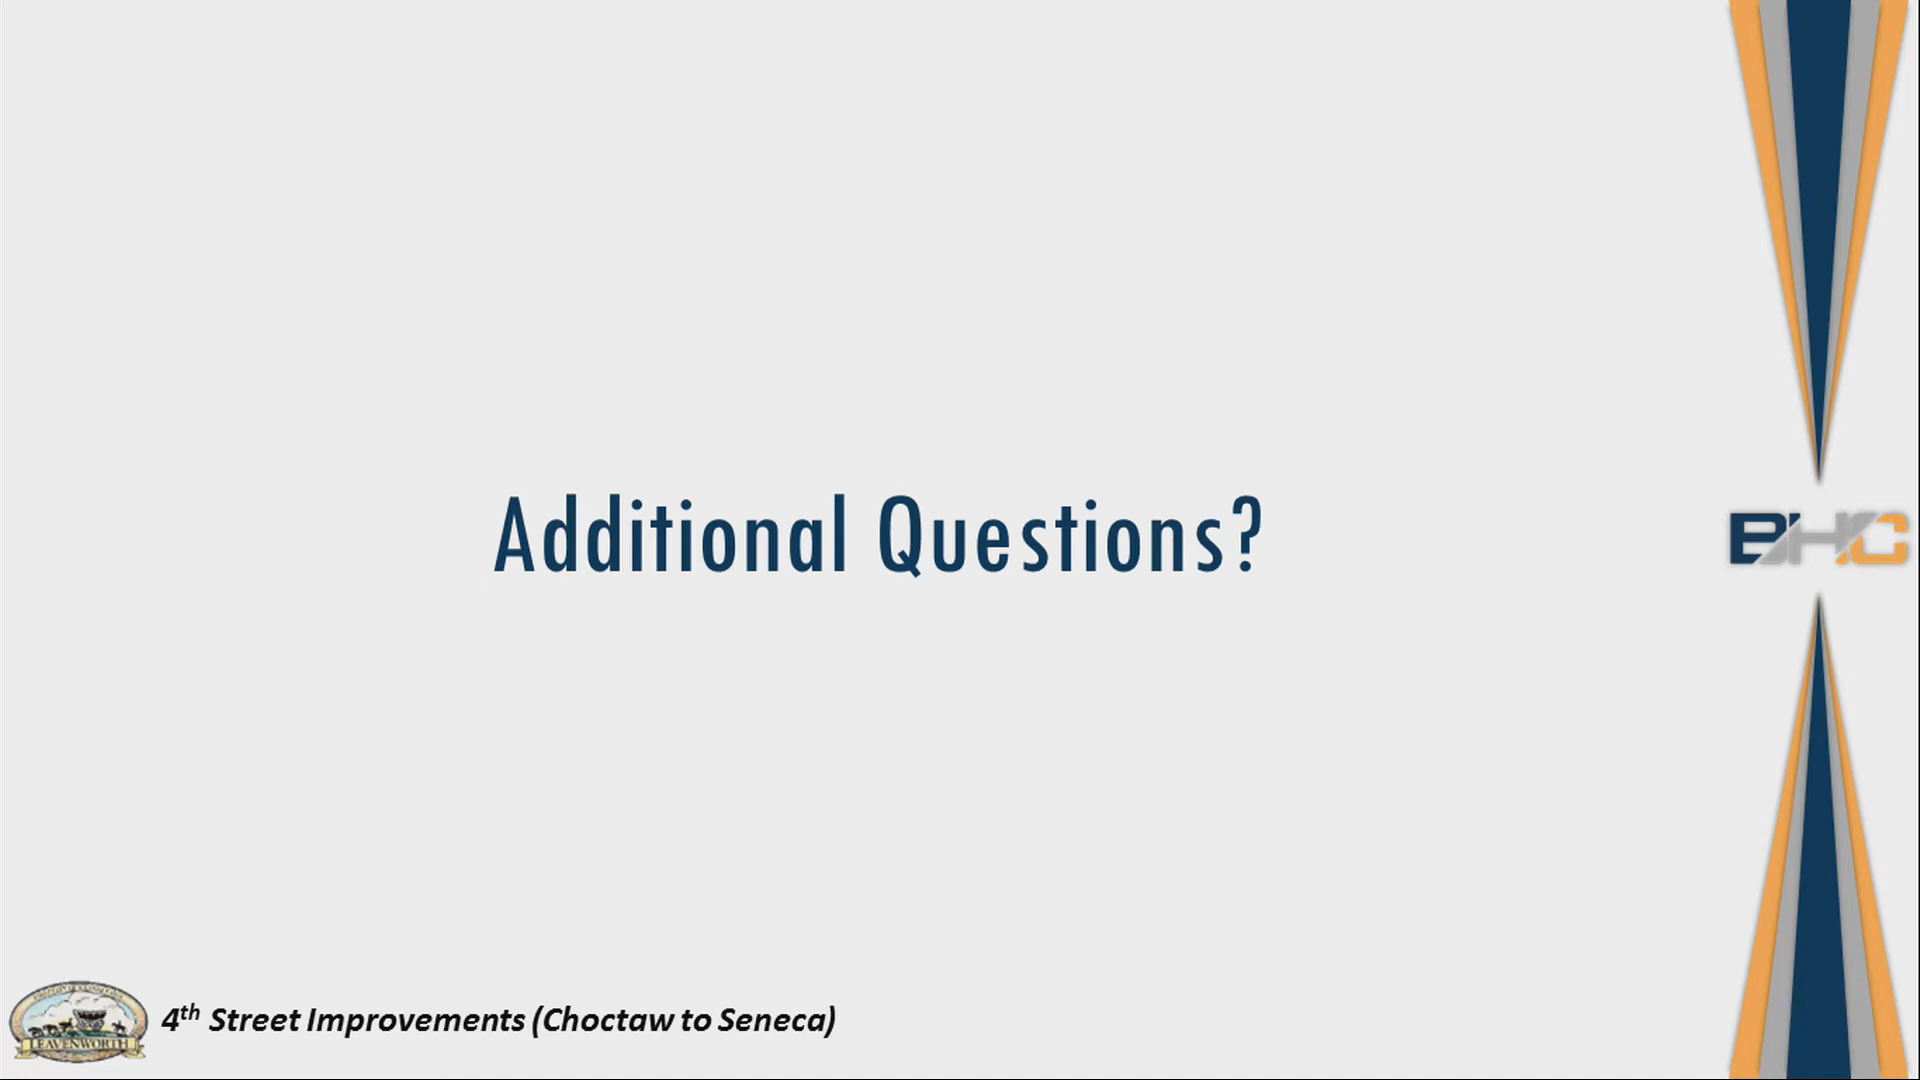 Additional Questions?
BHC
LEAVENWORTH
4th Street Improvements (Choctaw to Seneca)